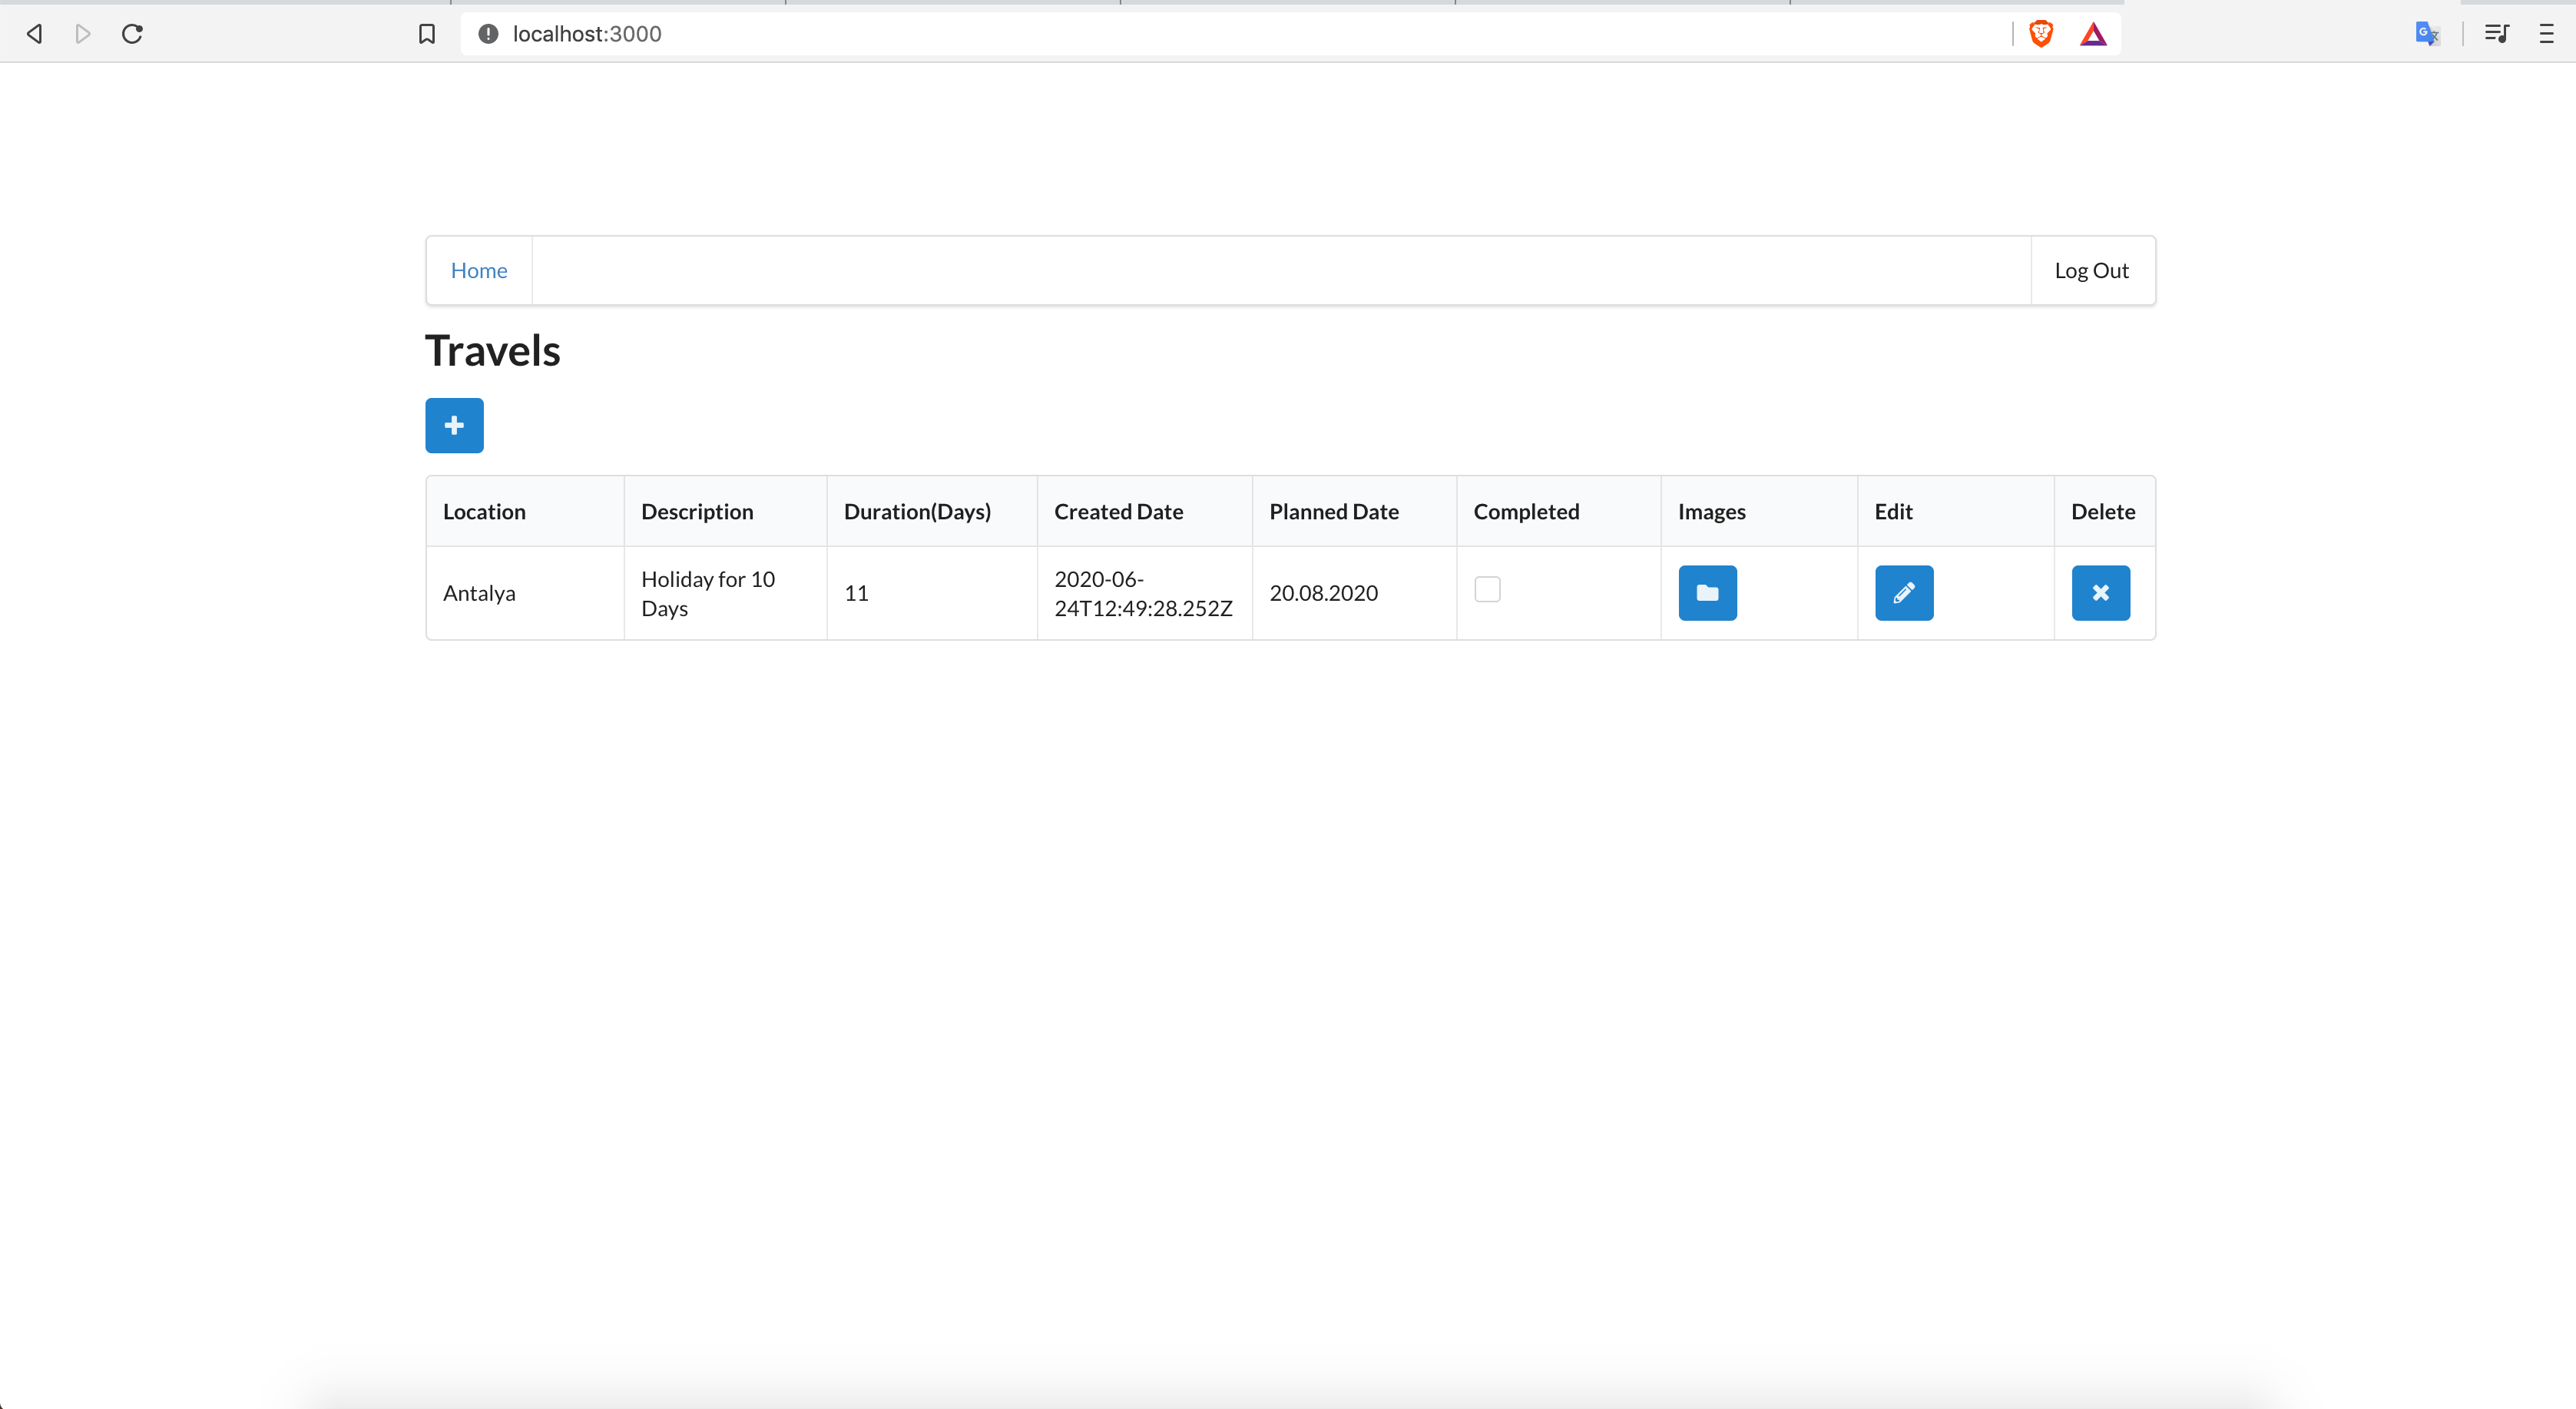 localhost:3000
Home
Log Out
Travels
Location Description Duration(Days) Created Date Planned Date Completed Images Edit Delete
Antalya Holiday for 10 Days 11 2020-06-24T12:49:28.252Z 20.08.2020